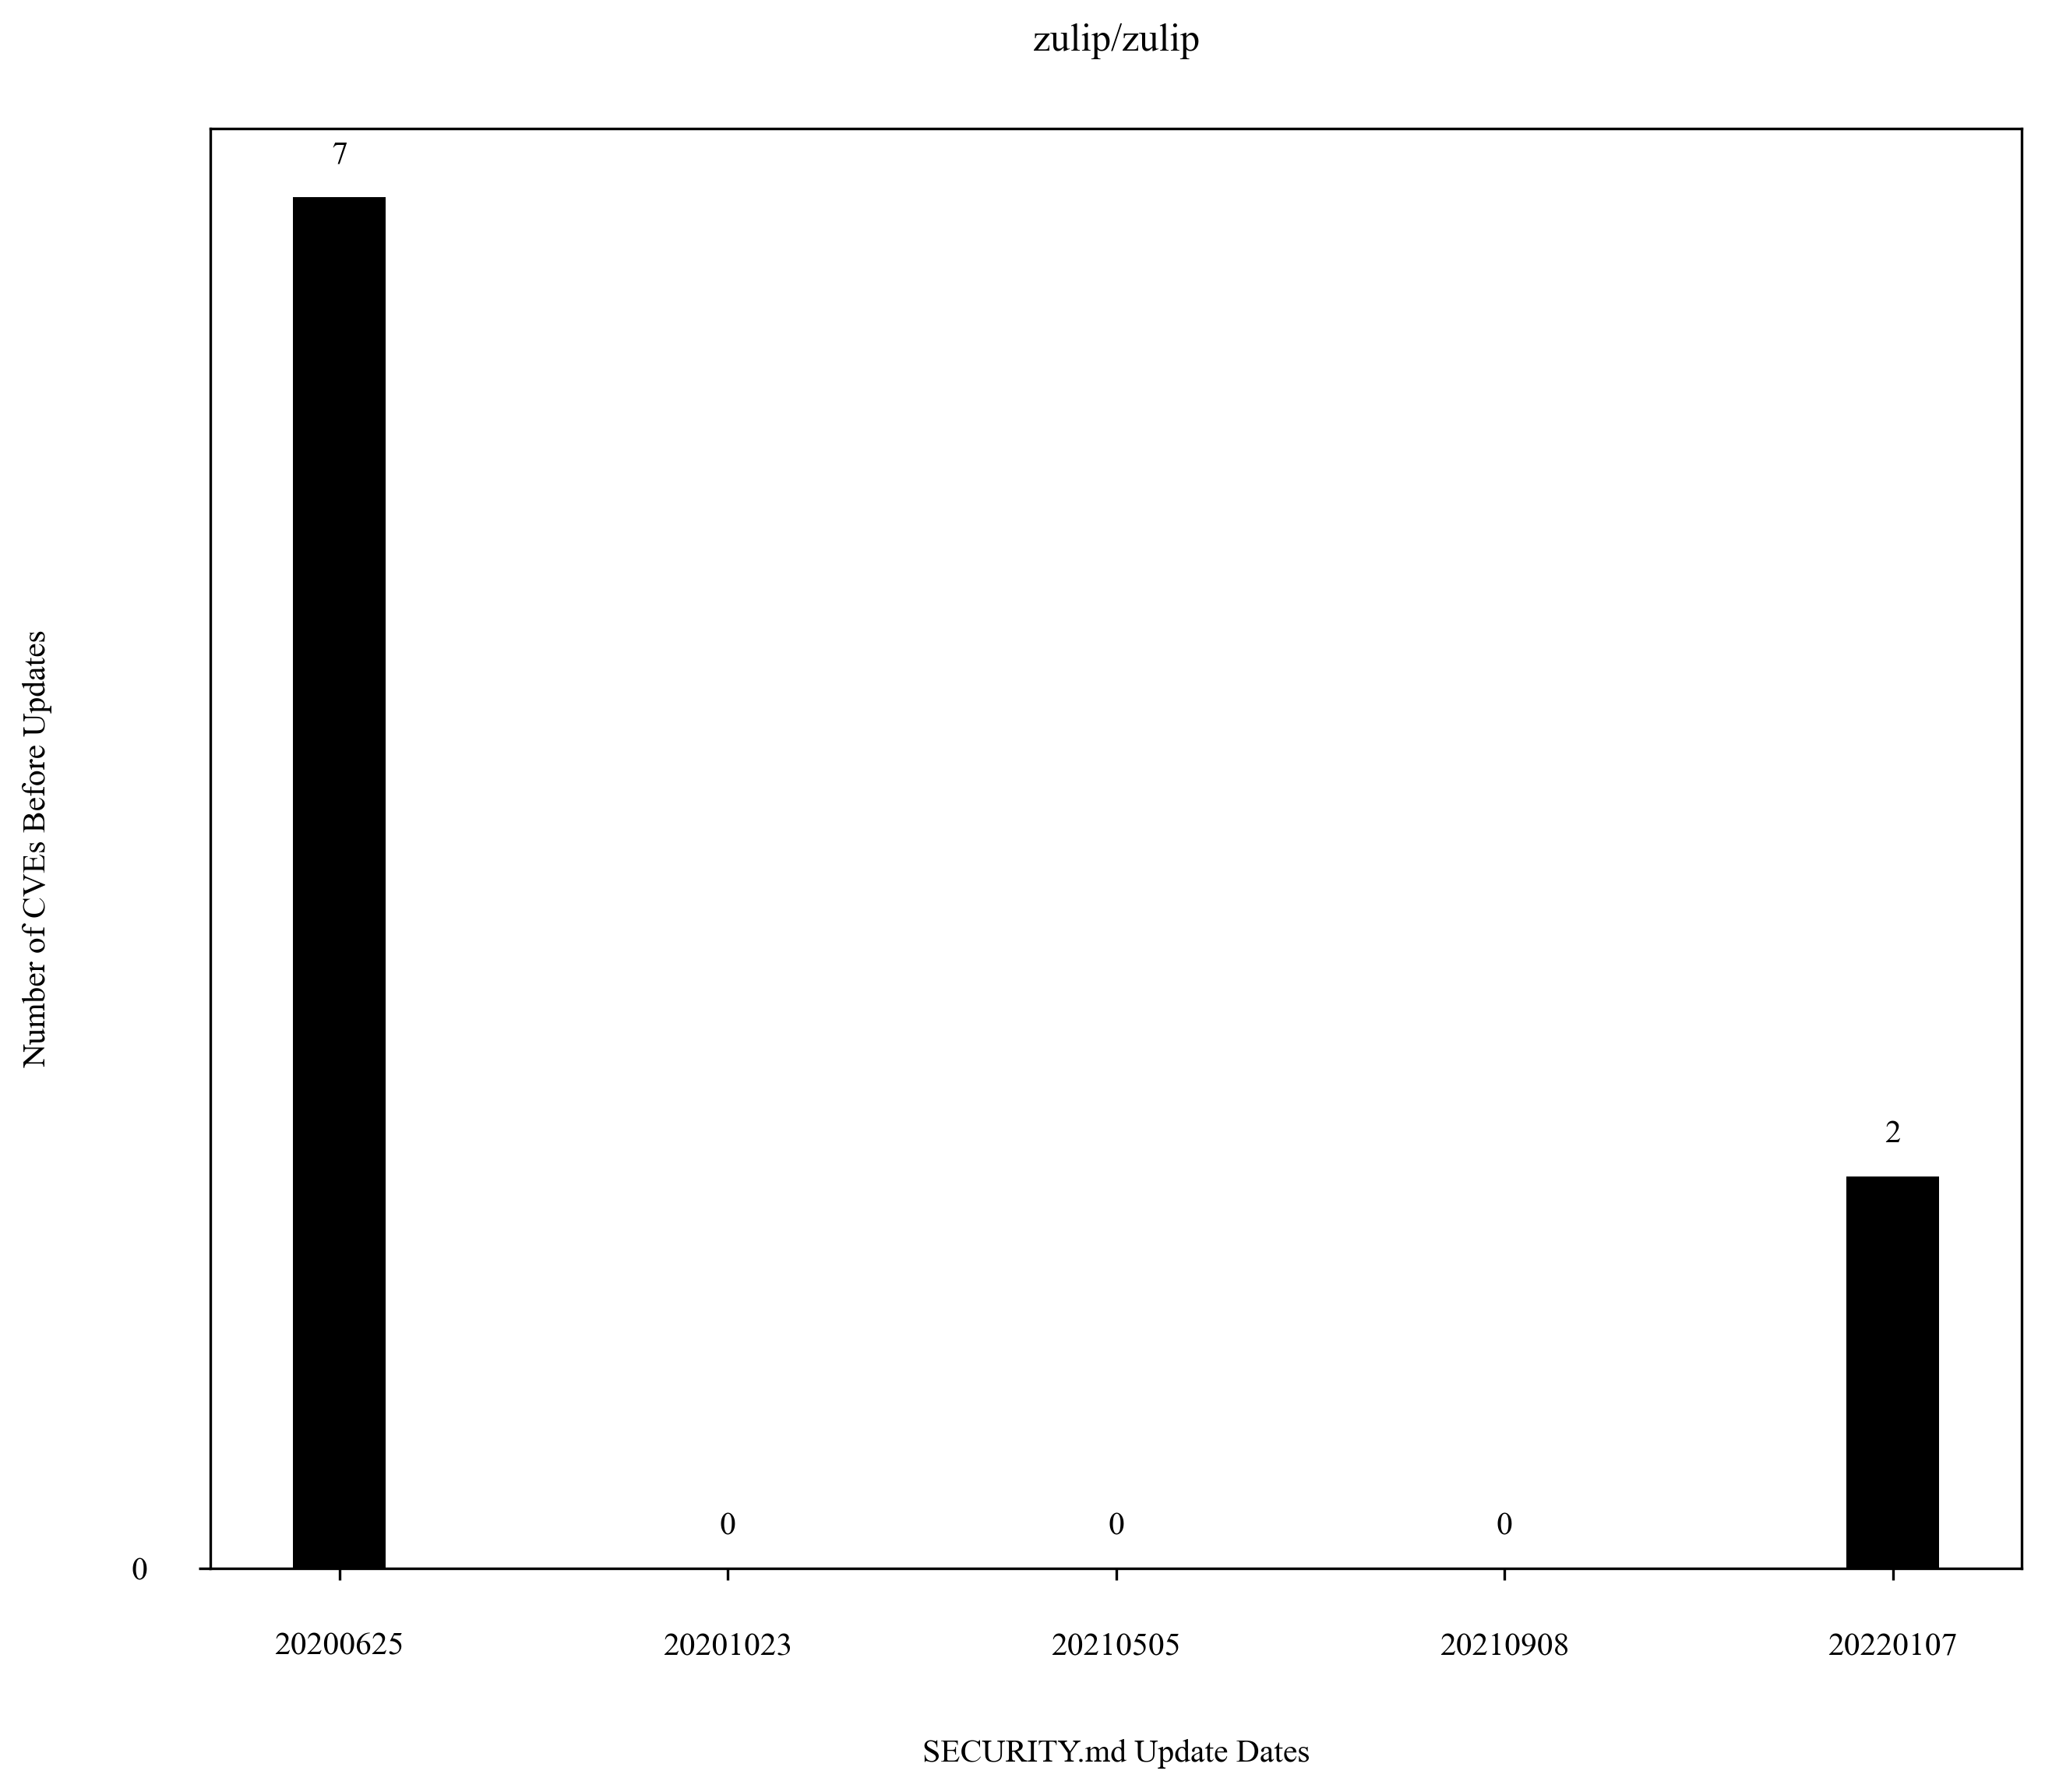 zulip/zulip
7
2
0 0 0
0
Number of CVEs Before Updates
20200625 20201023 20210505 20210908 20220107
SECURITY.md Update Dates